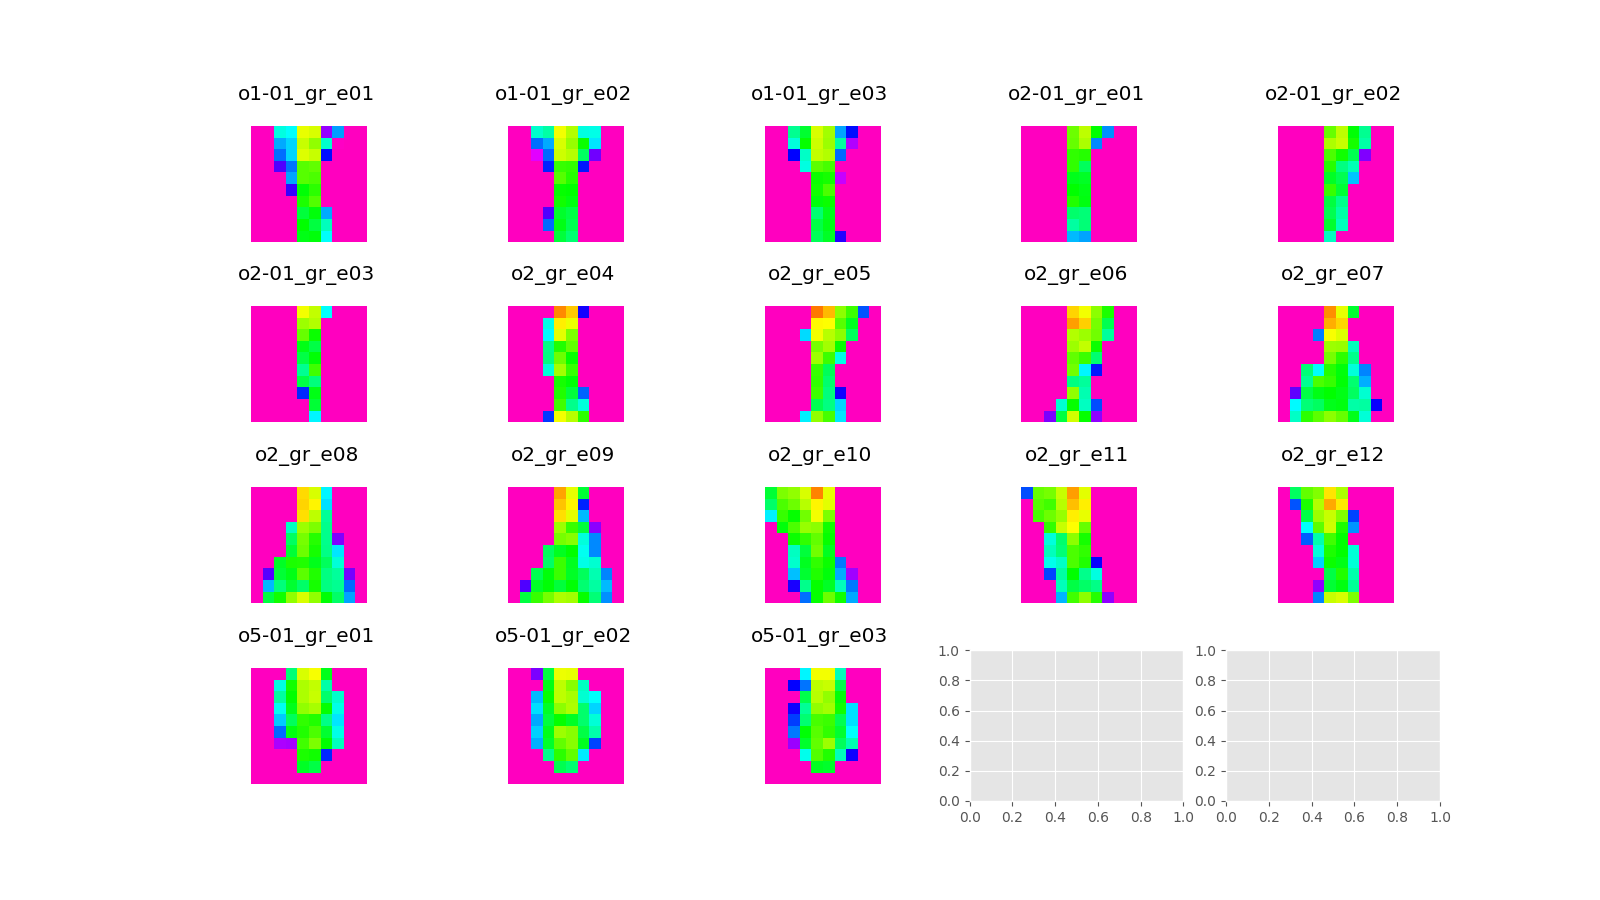 o1-01_gr_e01 o1-01_gr_e02 o1-01_gr_e03 o2-01_gr_e01 o2-01_gr_e02
o2-01_gr_e03 o2_gr_e04 o2_gr_e05 o2_gr_e06 o2_gr_e07
o2_gr_e08 o2_gr_e09 o2_gr_e10 o2_gr_e11 o2_gr_e12
o5-01_gr_e01 o5-01_gr_e02 o5-01_gr_e03
1.0 1.0
0.8 0.8
0.6 0.6
0.4 0.4
0.2 0.2
0.0 0.0
0.0 0.2 0.4 0.6 0.8 1.0 0.0 0.2 0.4 0.6 0.8 1.0